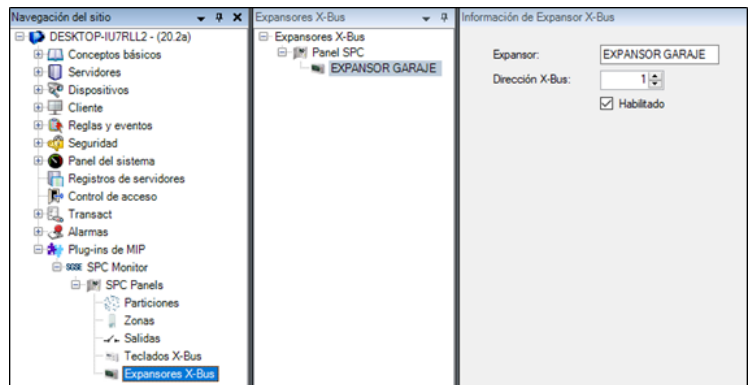 Navegación del sitio
DESKTOP-IU7RLL2 - (20.2a)
Conceptos básicos
Servidores
Dispositivos
Cliente
Reglas y eventos
Seguridad
Panel del sistema
Registros de servidores
Control de acceso
Transact
Alarmas
Plug-ins de MIP
SPC Monitor
SPC Panels
Particiones
Zonas
Salidas
Teclados X-Bus
Expansores X-Bus
Expansores X-Bus
Expansores X-Bus
Panel SPC
EXPANSOR GARAJE
Información de Expansor X-Bus
Expansor: EXPANSOR GARAJE
Dirección X-Bus: 1
Habilitado